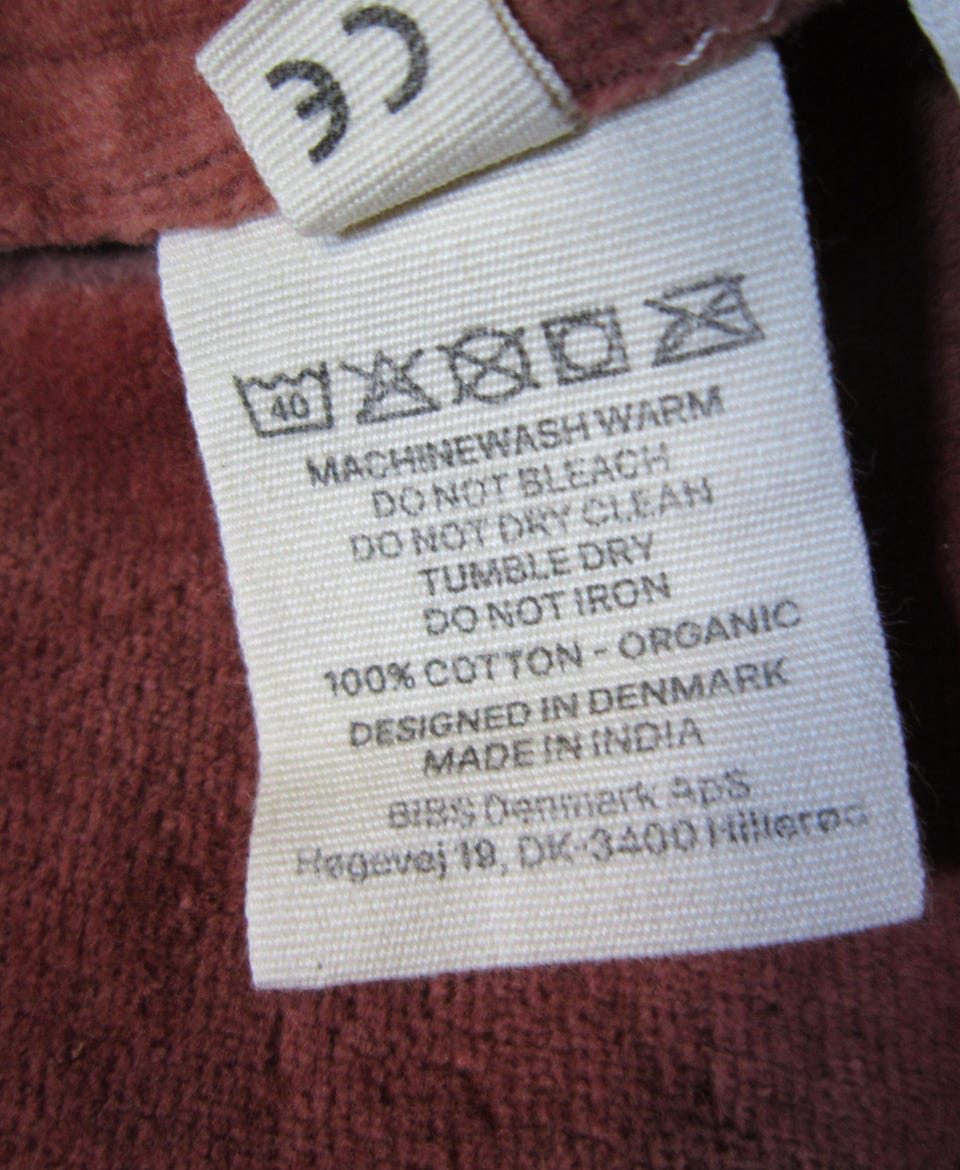 CE
40
MACHINEWASH WARM
DO NOT BLEACH
DO NOT DRY CLEAN
TUMBLE DRY
DO NOT IRON
100% COTTON - ORGANIC
DESIGNED IN DENMARK
MADE IN INDIA
BIBS Denmark ApS
Høgevej 19, DK-3400 Hillerød